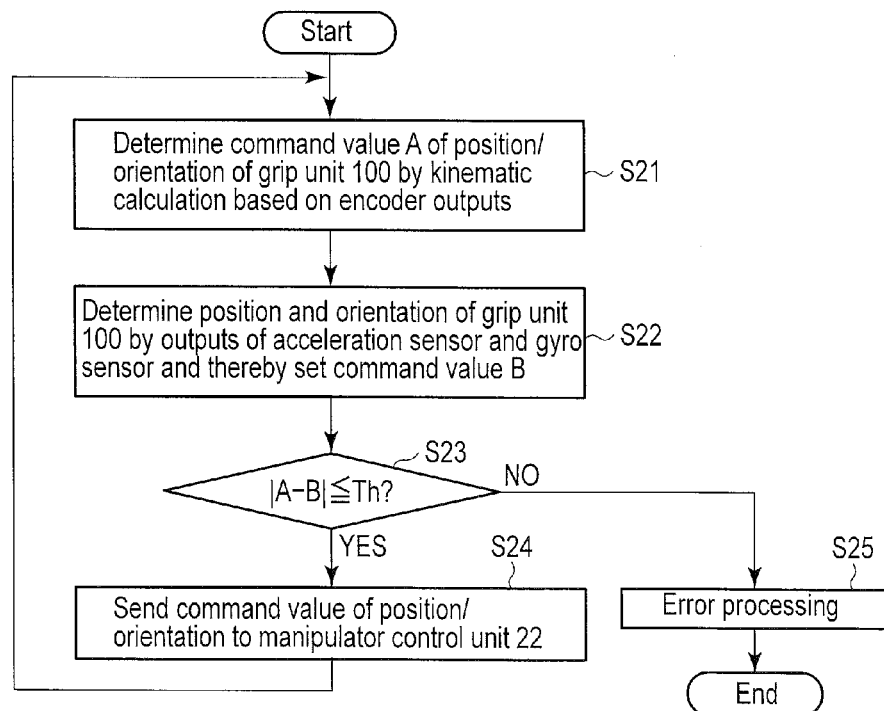 Start
Determine command value A of position/
orientation of grip unit 100 by kinematic
calculation based on encoder outputs
S21
Determine position and orientation of grip unit
100 by outputs of acceleration sensor and gyro
sensor and thereby set command value B
S22
S23
|A−B|≦Th?
NO
YES
S24
Send command value of position/
orientation to manipulator control unit 22
S25
Error processing
End